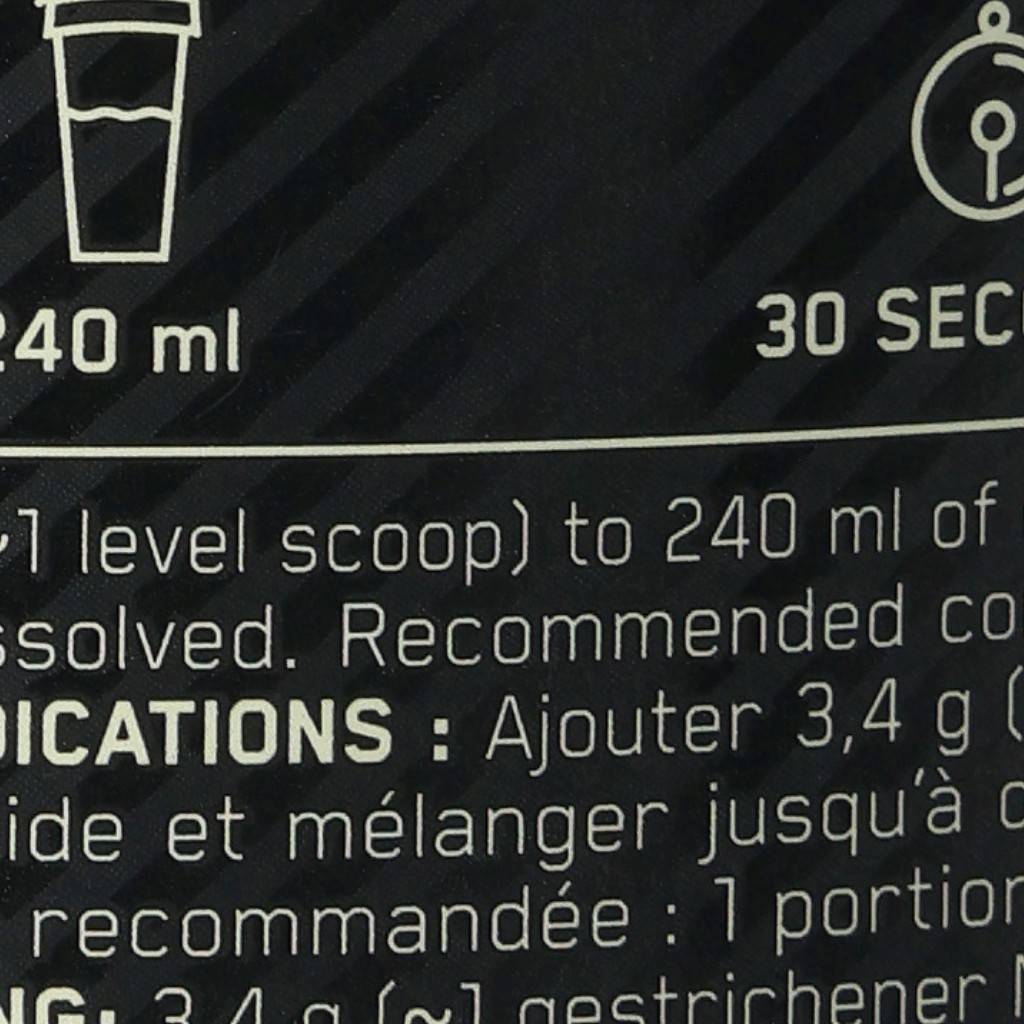 240 ml
30 SEC
~1 level scoop) to 240 ml of
ssolved. Recommended co
DICATIONS : Ajouter 3,4 g (
ide et mélanger jusqu'à
recommandée : 1 portion
NG: 3,4 g (~1 gestrichener